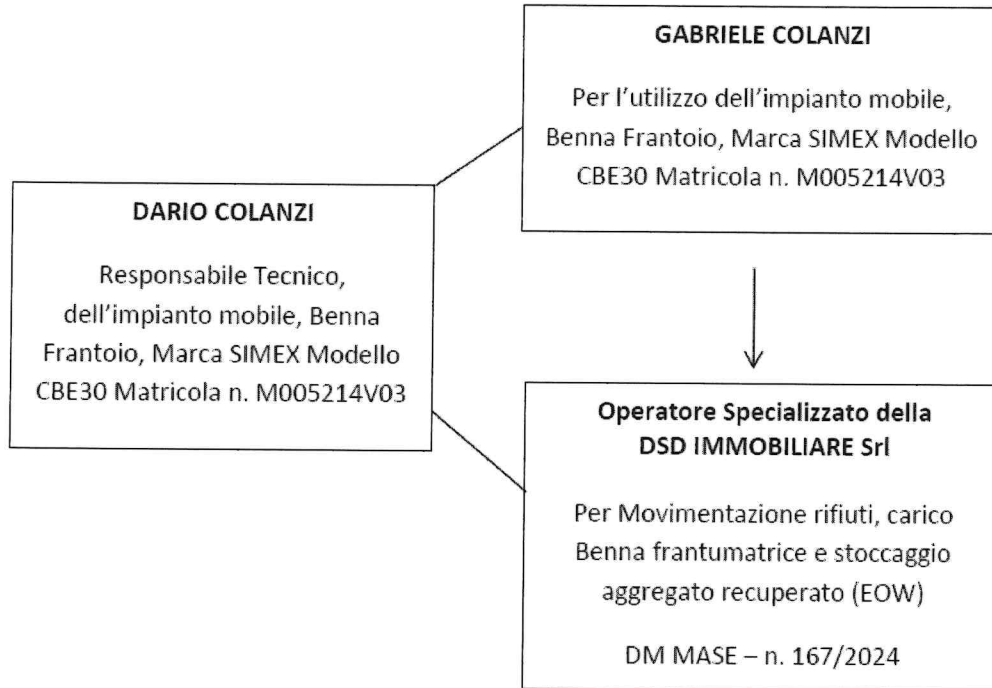 GABRIELE COLANZI
Per l'utilizzo dell'impianto mobile,
Benna Frantoio, Marca SIMEX Modello
CBE30 Matricola n. M005214V03
DARIO COLANZI
Responsabile Tecnico,
dell'impianto mobile, Benna
Frantoio, Marca SIMEX Modello
CBE30 Matricola n. M005214V03
Operatore Specializzato della
DSD IMMOBILIARE Srl
Per Movimentazione rifiuti, carico
Benna frantumatrice e stoccaggio
aggregato recuperato (EOW)
DM MASE – n. 167/2024